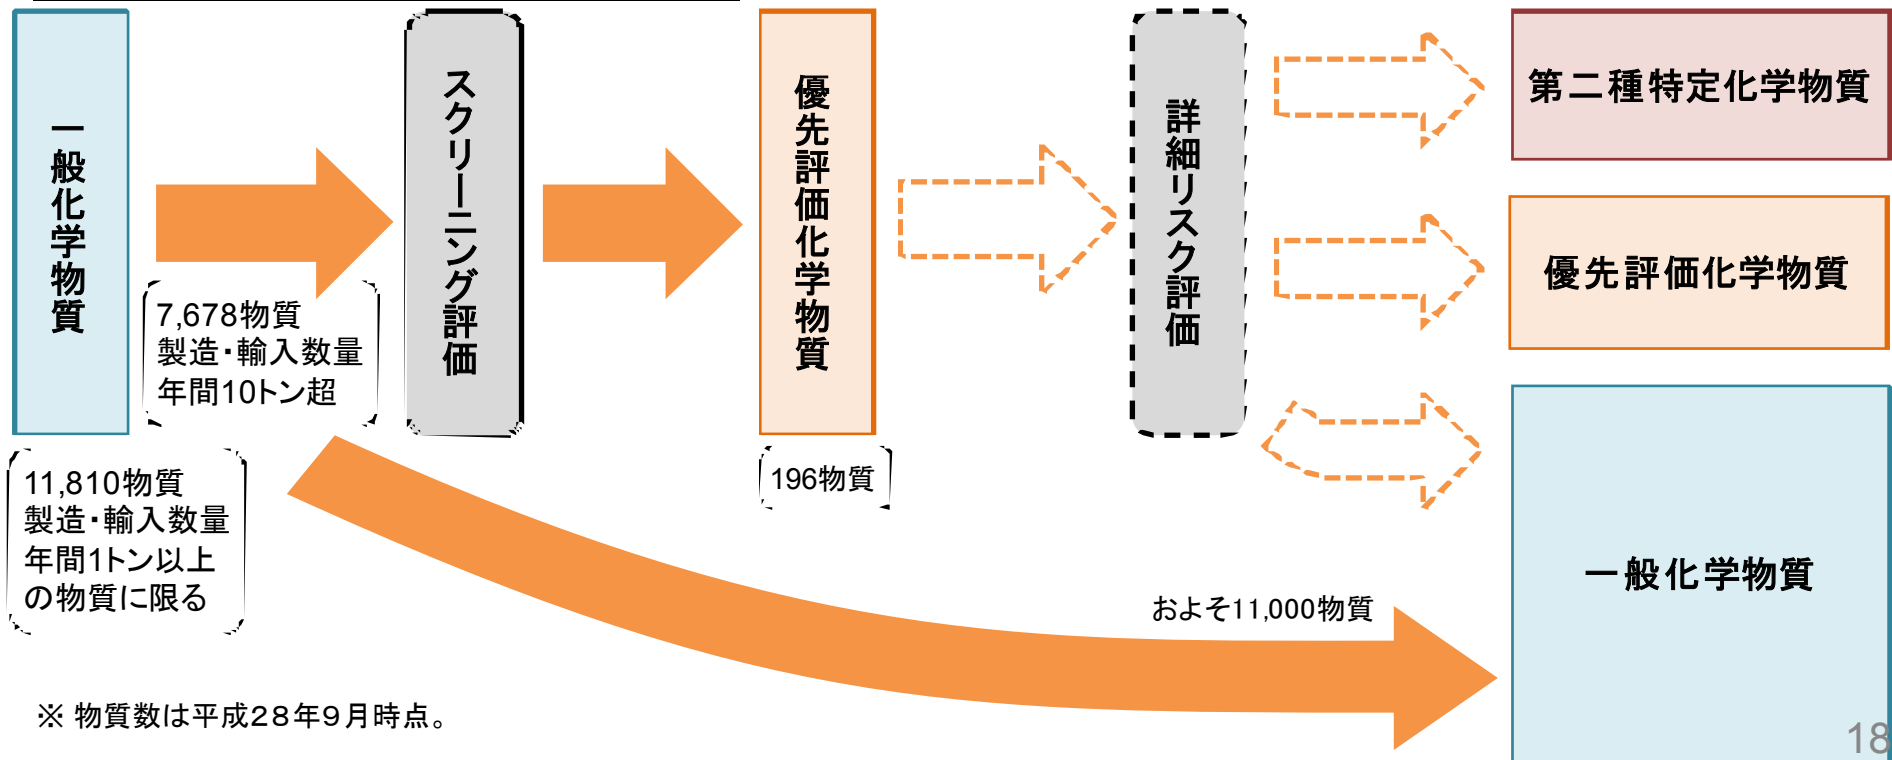 一般化学物質
7,678物質
製造・輸入数量
年間10トン超
11,810物質
製造・輸入数量
年間1トン以上
の物質に限る
スクリーニング評価
優先評価化学物質
196物質
詳細リスク評価
第二種特定化学物質
優先評価化学物質
一般化学物質
およそ11,000物質
※ 物質数は平成28年9月時点。
18